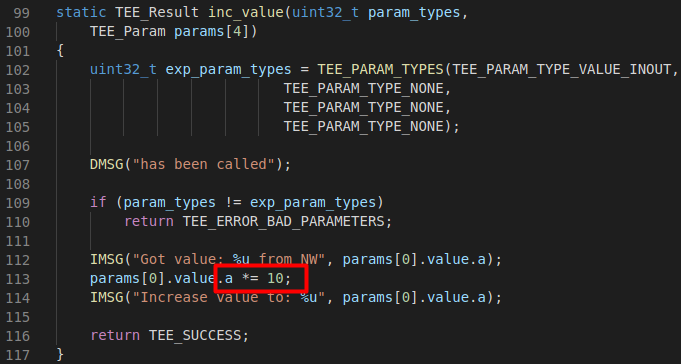 99 static TEE_Result inc_value(uint32_t param_types,
100 TEE_Param params[4])
101 {
102 uint32_t exp_param_types = TEE_PARAM_TYPES(TEE_PARAM_TYPE_VALUE_INOUT,
103 TEE_PARAM_TYPE_NONE,
104 TEE_PARAM_TYPE_NONE,
105 TEE_PARAM_TYPE_NONE);
106
107 DMSG("has been called");
108
109 if (param_types != exp_param_types)
110 return TEE_ERROR_BAD_PARAMETERS;
111
112 IMSG("Got value: %u from NW", params[0].value.a);
113 params[0].value.a *= 10;
114 IMSG("Increase value to: %u", params[0].value.a);
115
116 return TEE_SUCCESS;
117 }